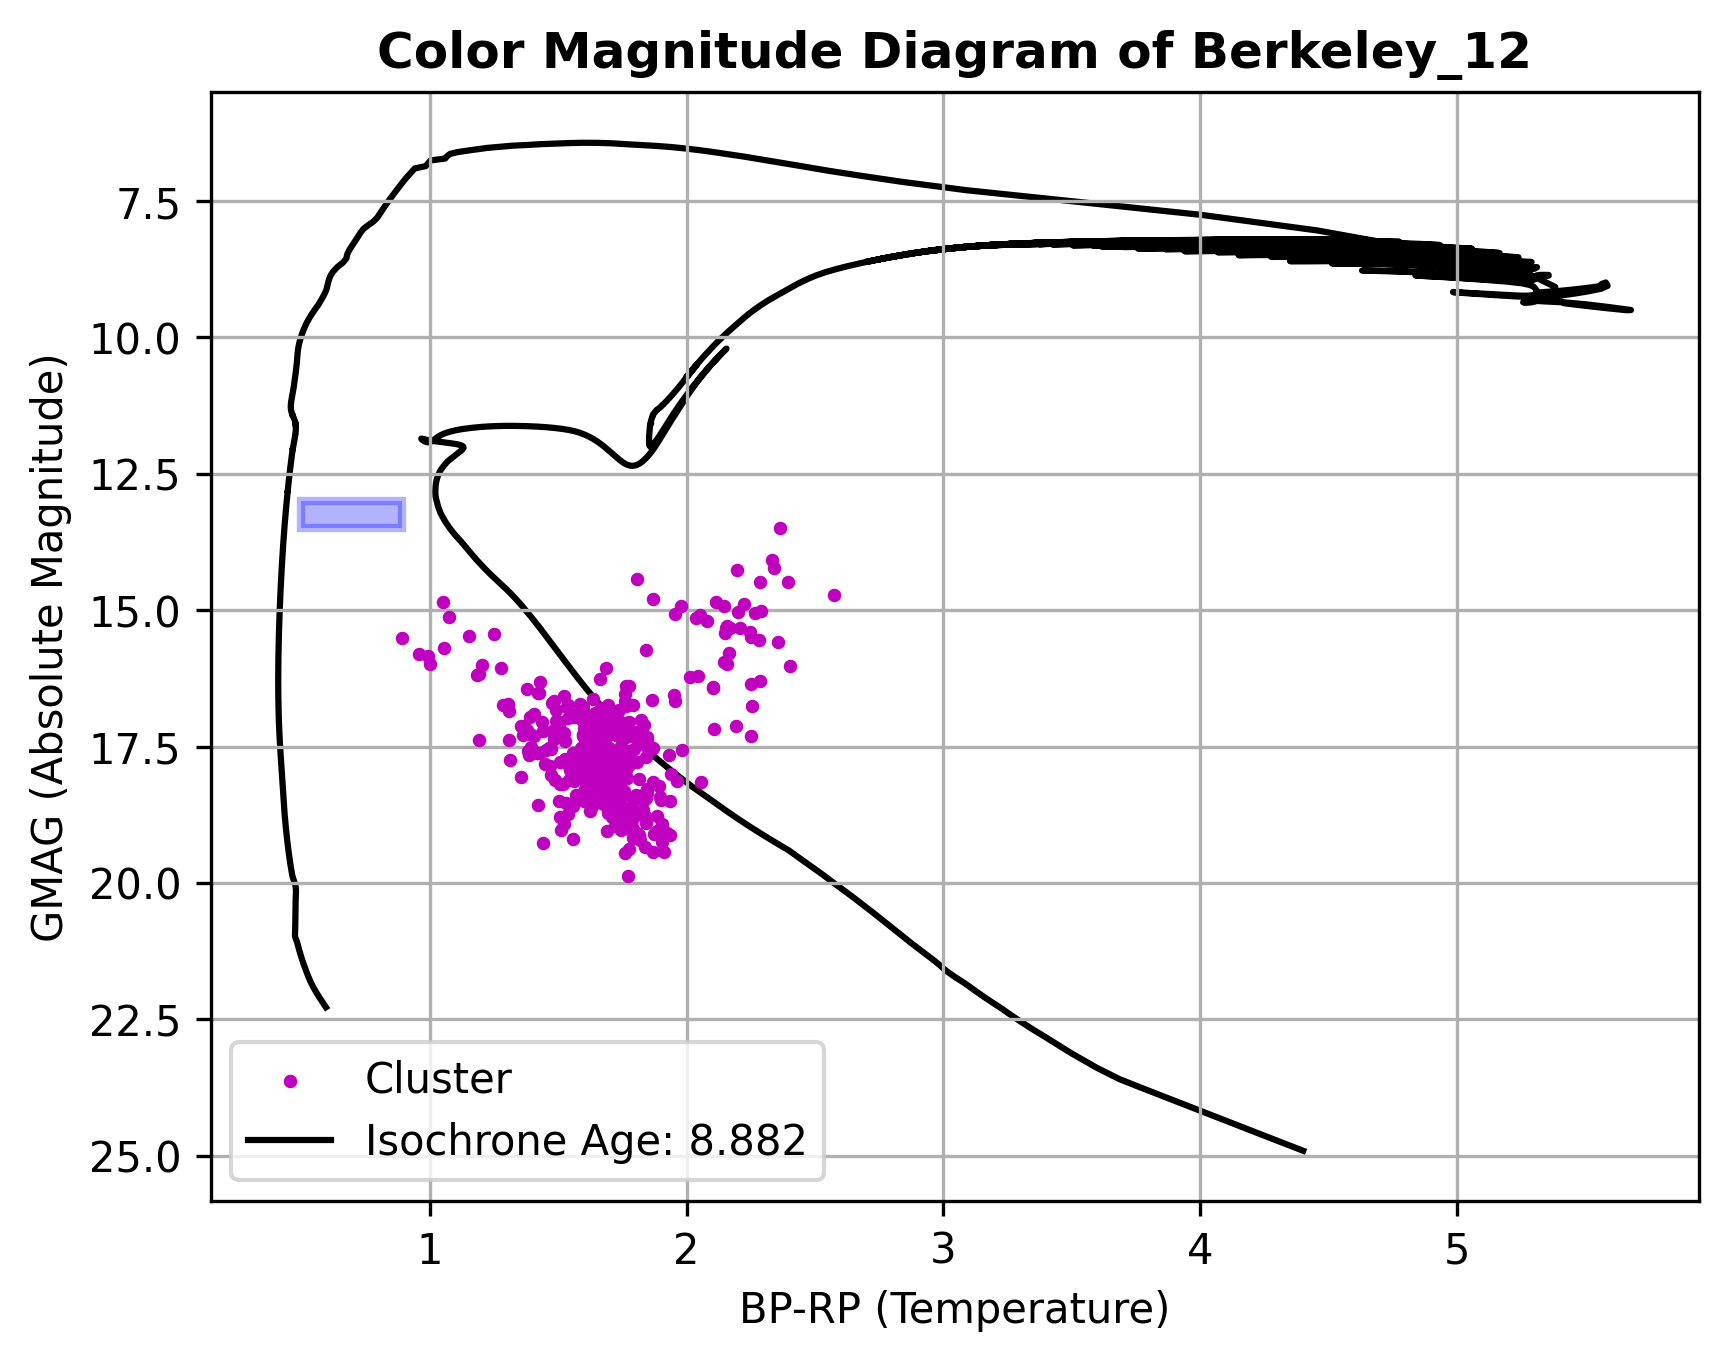 Color Magnitude Diagram of Berkeley_12
GMAG (Absolute Magnitude)
7.5
10.0
12.5
15.0
17.5
20.0
22.5
25.0
Cluster
Isochrone Age: 8.882
1 2 3 4 5
BP-RP (Temperature)